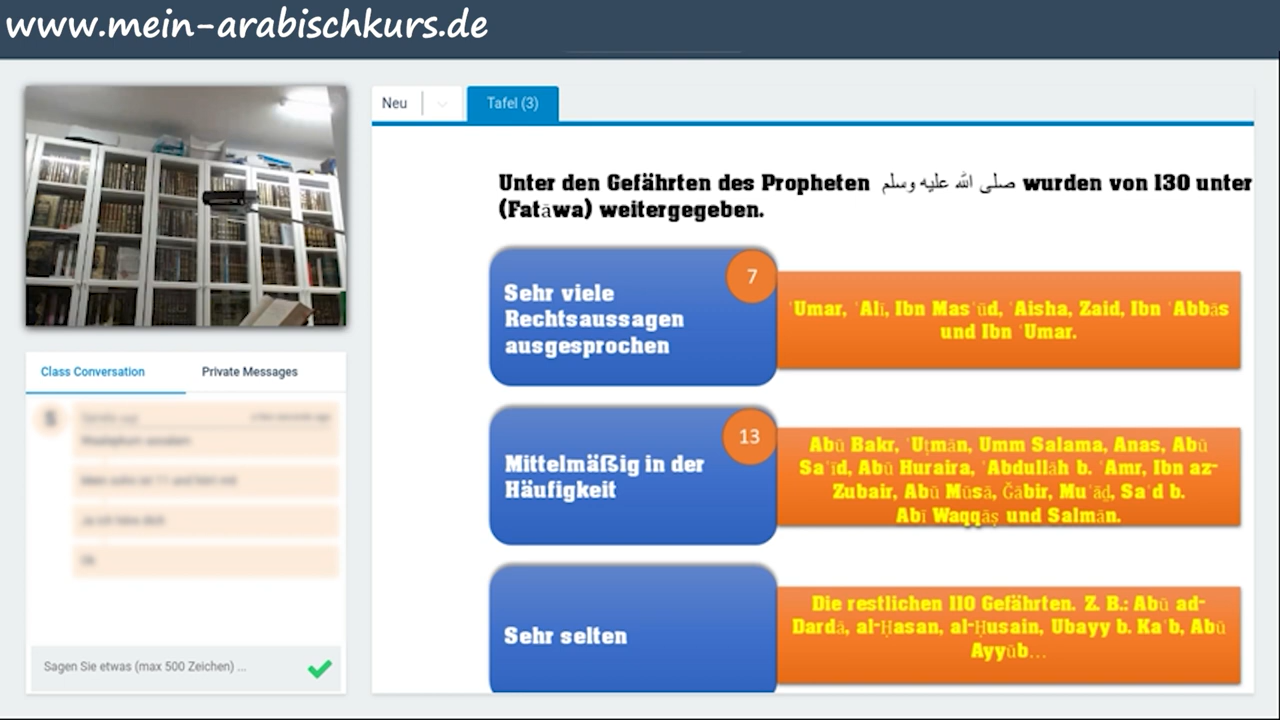 www.mein-arabischkurs.de
Neu
Tafel (3)
Unter den Gefährten des Propheten صلى الله عليه وسلم wurden von 130 unter
(Fatāwa) weitergegeben.
Sehr viele
Rechtsaussagen
ausgesprochen
7
ʿUmar, ʿAlī, Ibn Masʿūd, ʿAisha, Zaid, Ibn ʿAbbās
und Ibn ʿUmar.
Mittelmäßig in der
Häufigkeit
13
Abū Bakr, ʿUṯmān, Umm Salama, Anas, Abū
Saʿīd, Abū Huraira, ʿAbdullāh b. ʿAmr, Ibn az-
Zubair, Abū Mūsā, Ǧābir, Muʿāḏ, Saʿd b.
Abī Waqqāṣ und Salmān.
Sehr selten
Die restlichen 110 Gefährten. Z. B.: Abū ad-
Dardā, al-Ḥasan, al-Ḥusain, Ubayy b. Kaʿb, Abū
Ayyūb...
Class Conversation
Private Messages
Sagen Sie etwas (max 500 Zeichen) ...